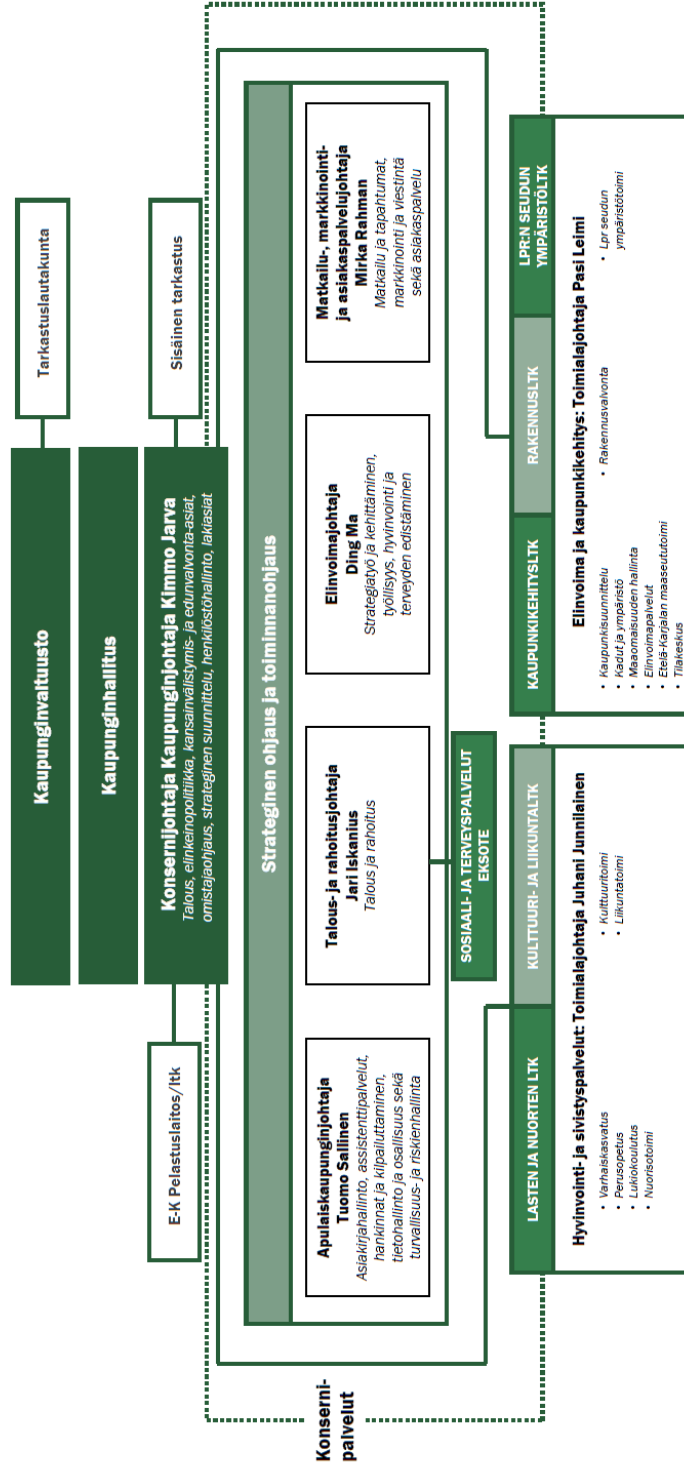 Kaupunginvaltuusto
Tarkastuslautakunta
Kaupunginhallitus
E-K Pelastuslaitos/ltk
Konsernijohtaja Kaupunginjohtaja Kimmo Jarva
Talous, elinkeinopolitiikka, kansainvälistymis- ja edunvalvonta-asiat,
omistajaohjaus, strateginen suunnittelu, henkilöstöhallinto, lakiasiat
Sisäinen tarkastus
Konserni-
palvelut
Strateginen ohjaus ja toiminnanohjaus
Apulaiskaupunginjohtaja
Tuomo Sallinen
Asiakirjahallinto, assistenttipalvelut,
hankinnat ja kilpailuttaminen,
tietohallinto ja osallisuus sekä
turvallisuus- ja riskienhallinta
Talous- ja rahoitusjohtaja
Jari Iskanius
Talous ja rahoitus
Elinvoimajohtaja
Ding Ma
Strategiatyö ja kehittäminen,
työllisyys, hyvinvointi ja
terveyden edistäminen
Matkailu-, markkinointi-
ja asiakaspalvelujohtaja
Mirka Rahman
Matkailu ja tapahtumat,
markkinointi ja viestintä
sekä asiakaspalvelu
SOSIAALI- JA TERVEYSPALVELUT
EKSOTE
LASTEN JA NUORTEN LTK
KULTTUURI- JA LIIKUNTALTK
Hyvinvointi- ja sivistyspalvelut: Toimialajohtaja Juhani Junnilainen
• Varhaiskasvatus
• Perusopetus
• Lukiokoulutus
• Nuorisotoimi
• Kulttuuritoimi
• Liikuntatoimi
KAUPUNKIKEHITYSLTK
RAKENNUSLTK
LPR:N SEUDUN
YMPÄRISTÖLTK
Elinvoima ja kaupunkikehitys: Toimialajohtaja Pasi Leimi
• Kaupunkisuunnittelu
• Kadut ja ympäristö
• Maaomaisuuden hallinta
• Elinvoimapalvelut
• Etelä-Karjalan maaseututoimi
• Tilakeskus
• Rakennusvalvonta
• Lpr seudun
ympäristötoimi